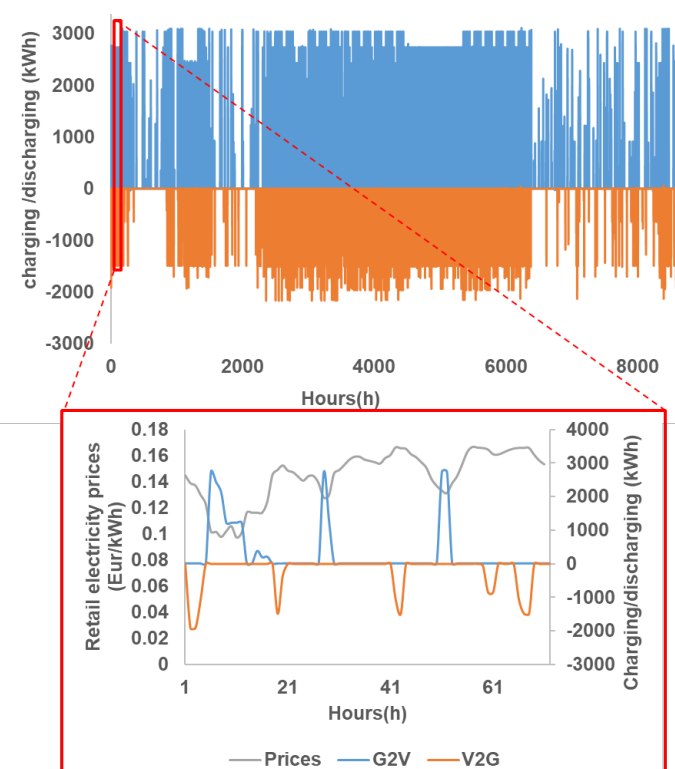 charging /discharging (kWh)
3000
2000
1000
0
-1000
-2000
-3000
0 2000 4000 6000 8000
Hours(h)
Retail electricity prices
(Eur/kWh)
0.18
0.16
0.14
0.12
0.1
0.08
0.06
0.04
0.02
0
4000
3000
2000
1000
0
-1000
-2000
-3000
Charging/discharging (kWh)
1 21 41 61
Hours(h)
Prices G2V V2G